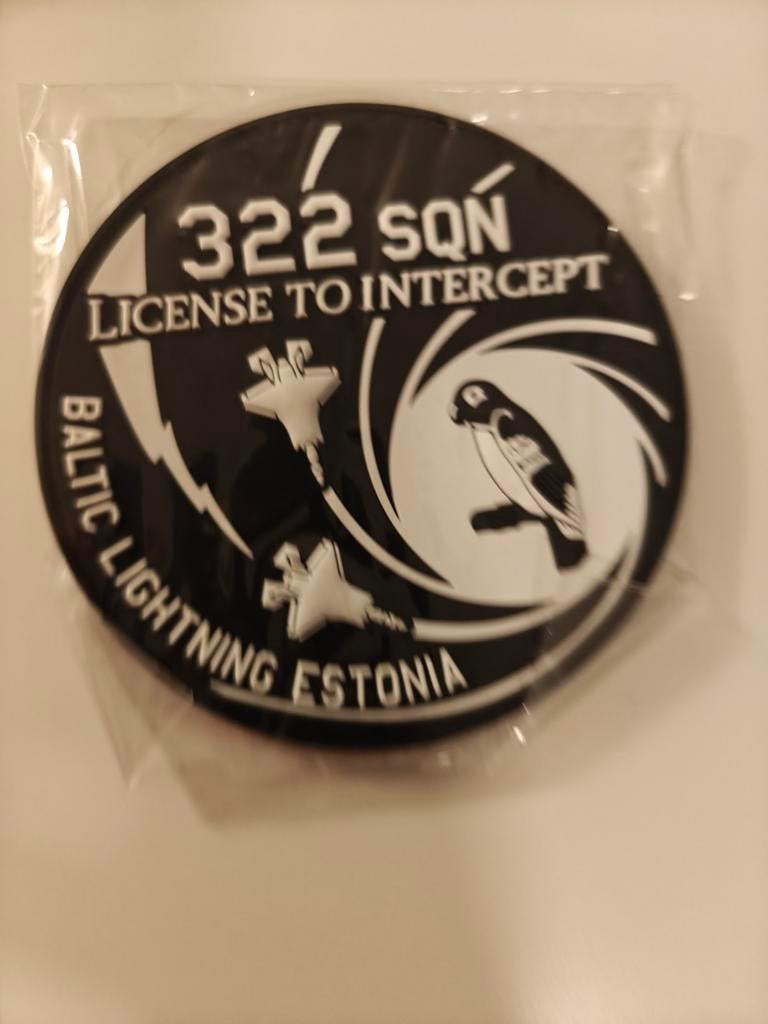 322 SQN
LICENSE TO INTERCEPT
BALTIC LIGHTNING ESTONIA